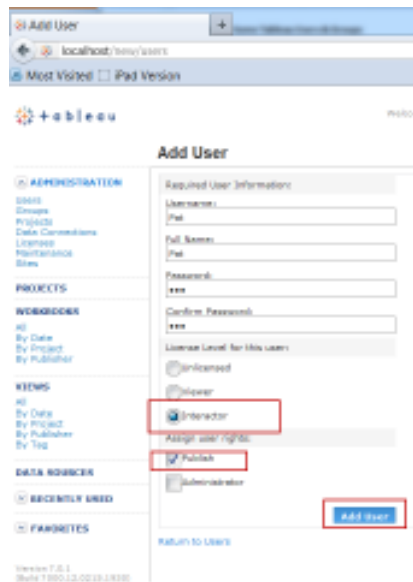 Add User
localhost/new/users
Most Visited iPad Version
+ableau
Add User
ADMINISTRATION
Users
Groups
Projects
Data Connections
Licenses
Maintenance
Sites
PROJECTS
WORKBOOKS
All
By Date
By Project
By Publisher
VIEWS
All
By Date
By Project
By Publisher
By Tag
DATA SOURCES
RECENTLY USED
FAVORITES
Version 7.0.1
Required User Information:
Username:
Pat
Full Name:
Pat
Password:
•••
Confirm Password:
•••
License Level for this user:
Unlicensed
Viewer
Interactor
Assign user rights:
Publish
Administrator
Add User
Return to Users